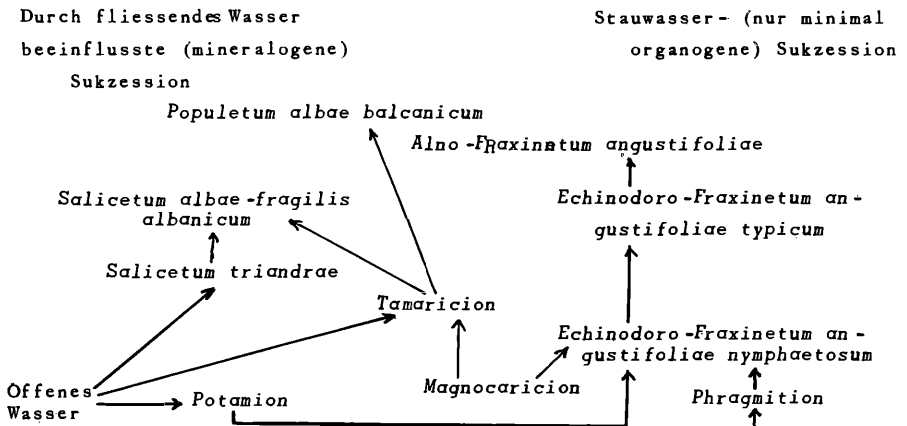 Durch fliessendes Wasser
beeinflusste (mineralogene)
Sukzession
Stauwasser- (nur minimal
organogene) Sukzession
Populetum albae balcanicum
Alno-FRaxinetum angustifoliae
Salicetum albae-fragilis
albanicum
Echinodoro-Fraxinetum an-
gustifoliae typicum
Salicetum triandrae
Tamaricion
Echinodoro-Fraxinetum an-
gustifoliae nymphaetosum
Magnocaricion
Offenes
Wasser
Potamion
Phragmition